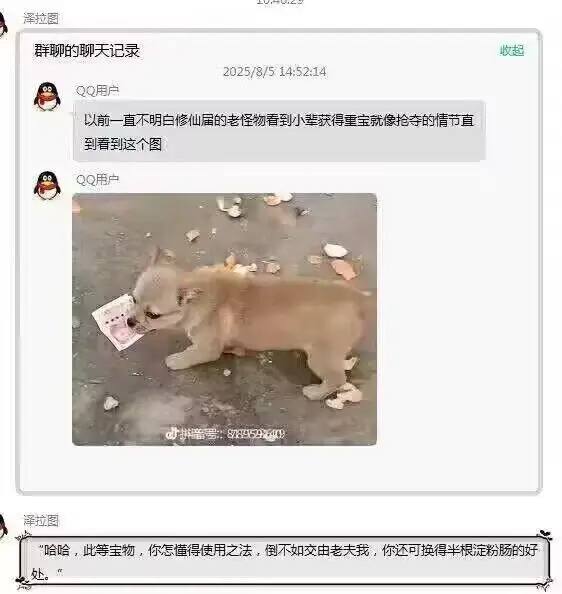 泽拉图
群聊的聊天记录
收起
2025/8/5 14:52:14
QQ用户
以前一直不明白修仙届的老怪物看到小辈获得重宝就像抢夺的情节直
到看到这个图
QQ用户
泽拉图
“哈哈，此等宝物，你怎懂得使用之法，倒不如交由老夫我，你还可换得半根淀粉肠的好
处。”